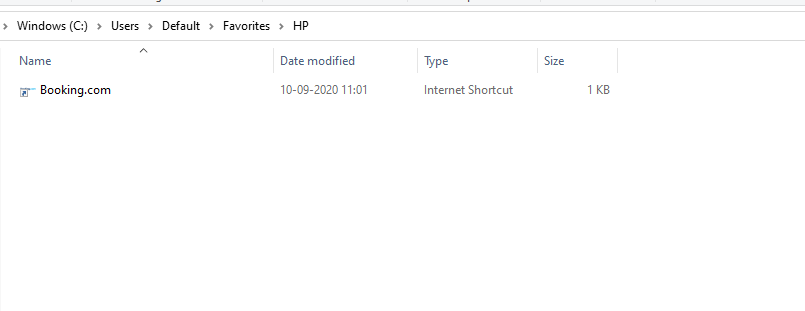 Windows (C:) › Users › Default › Favorites › HP
Name Date modified Type Size
Booking.com 10-09-2020 11:01 Internet Shortcut 1 KB